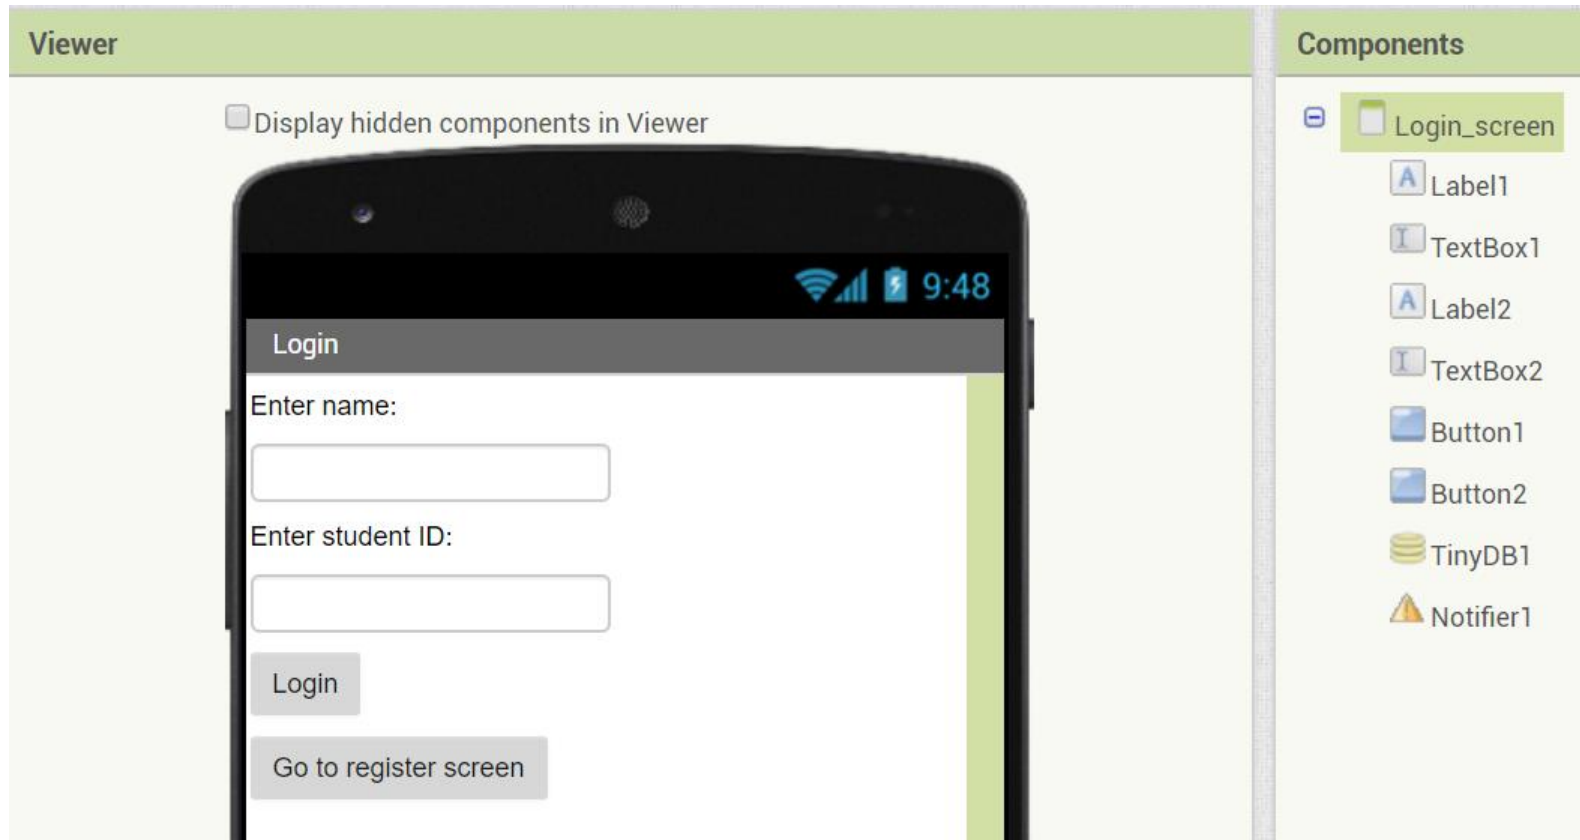 Viewer
Display hidden components in Viewer
9:48
Login
Enter name:
Enter student ID:
Login
Go to register screen
Components
Login_screen
A Label1
TextBox1
A Label2
TextBox2
Button1
Button2
TinyDB1
Notifier1